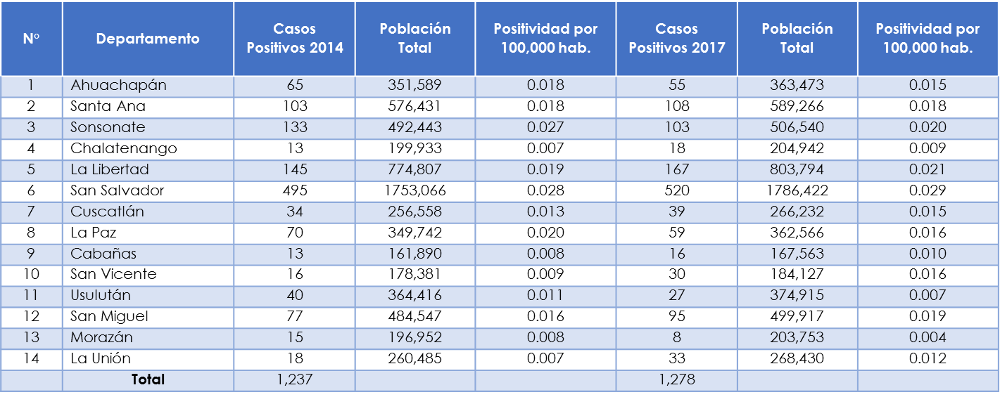 Nº Departamento Casos Positivos 2014 Población Total Positividad por 100,000 hab. Casos Positivos 2017 Población Total Positividad por 100,000 hab.
1 Ahuachapán 65 351,589 0.018 55 363,473 0.015
2 Santa Ana 103 576,431 0.018 108 589,266 0.018
3 Sonsonate 133 492,443 0.027 103 506,540 0.020
4 Chalatenango 13 199,933 0.007 18 204,942 0.009
5 La Libertad 145 774,807 0.019 167 803,794 0.021
6 San Salvador 495 1753,066 0.028 520 1786,422 0.029
7 Cuscatlán 34 256,558 0.013 39 266,232 0.015
8 La Paz 70 349,742 0.020 59 362,566 0.016
9 Cabañas 13 161,890 0.008 16 167,563 0.010
10 San Vicente 16 178,381 0.009 30 184,127 0.016
11 Usulután 40 364,416 0.011 27 374,915 0.007
12 San Miguel 77 484,547 0.016 95 499,917 0.019
13 Morazán 15 196,952 0.008 8 203,753 0.004
14 La Unión 18 260,485 0.007 33 268,430 0.012
Total 1,237 1,278